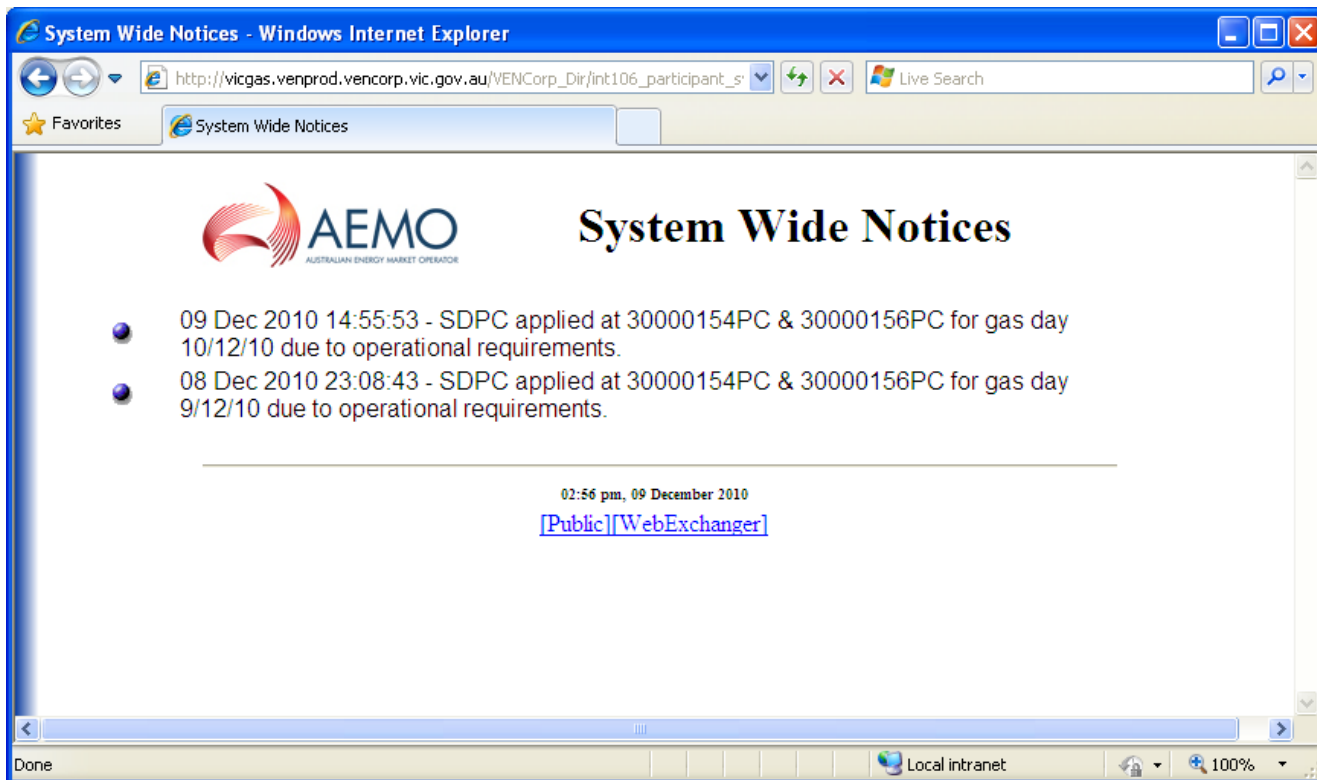 System Wide Notices - Windows Internet Explorer
http://vicgas.venprod.vencorp.vic.gov.au/VENCorp_Dir/int106_participant_s
Live Search
Favorites
System Wide Notices
AEMO
AUSTRALIAN ENERGY MARKET OPERATOR
System Wide Notices
09 Dec 2010 14:55:53 - SDPC applied at 30000154PC & 30000156PC for gas day
10/12/10 due to operational requirements.
08 Dec 2010 23:08:43 - SDPC applied at 30000154PC & 30000156PC for gas day
9/12/10 due to operational requirements.
02:56 pm, 09 December 2010
[Public][WebExchanger]
Done
Local intranet
100%